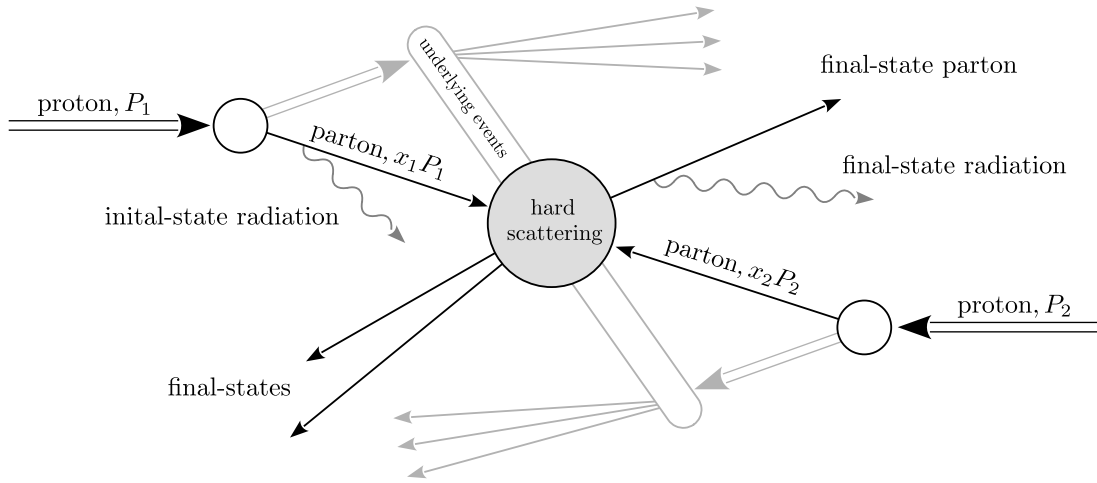 underlying events
final-state parton
proton, P₁
parton, x₁P₁
final-state radiation
inital-state radiation
hard
scattering
parton, x₂P₂
proton, P₂
final-states